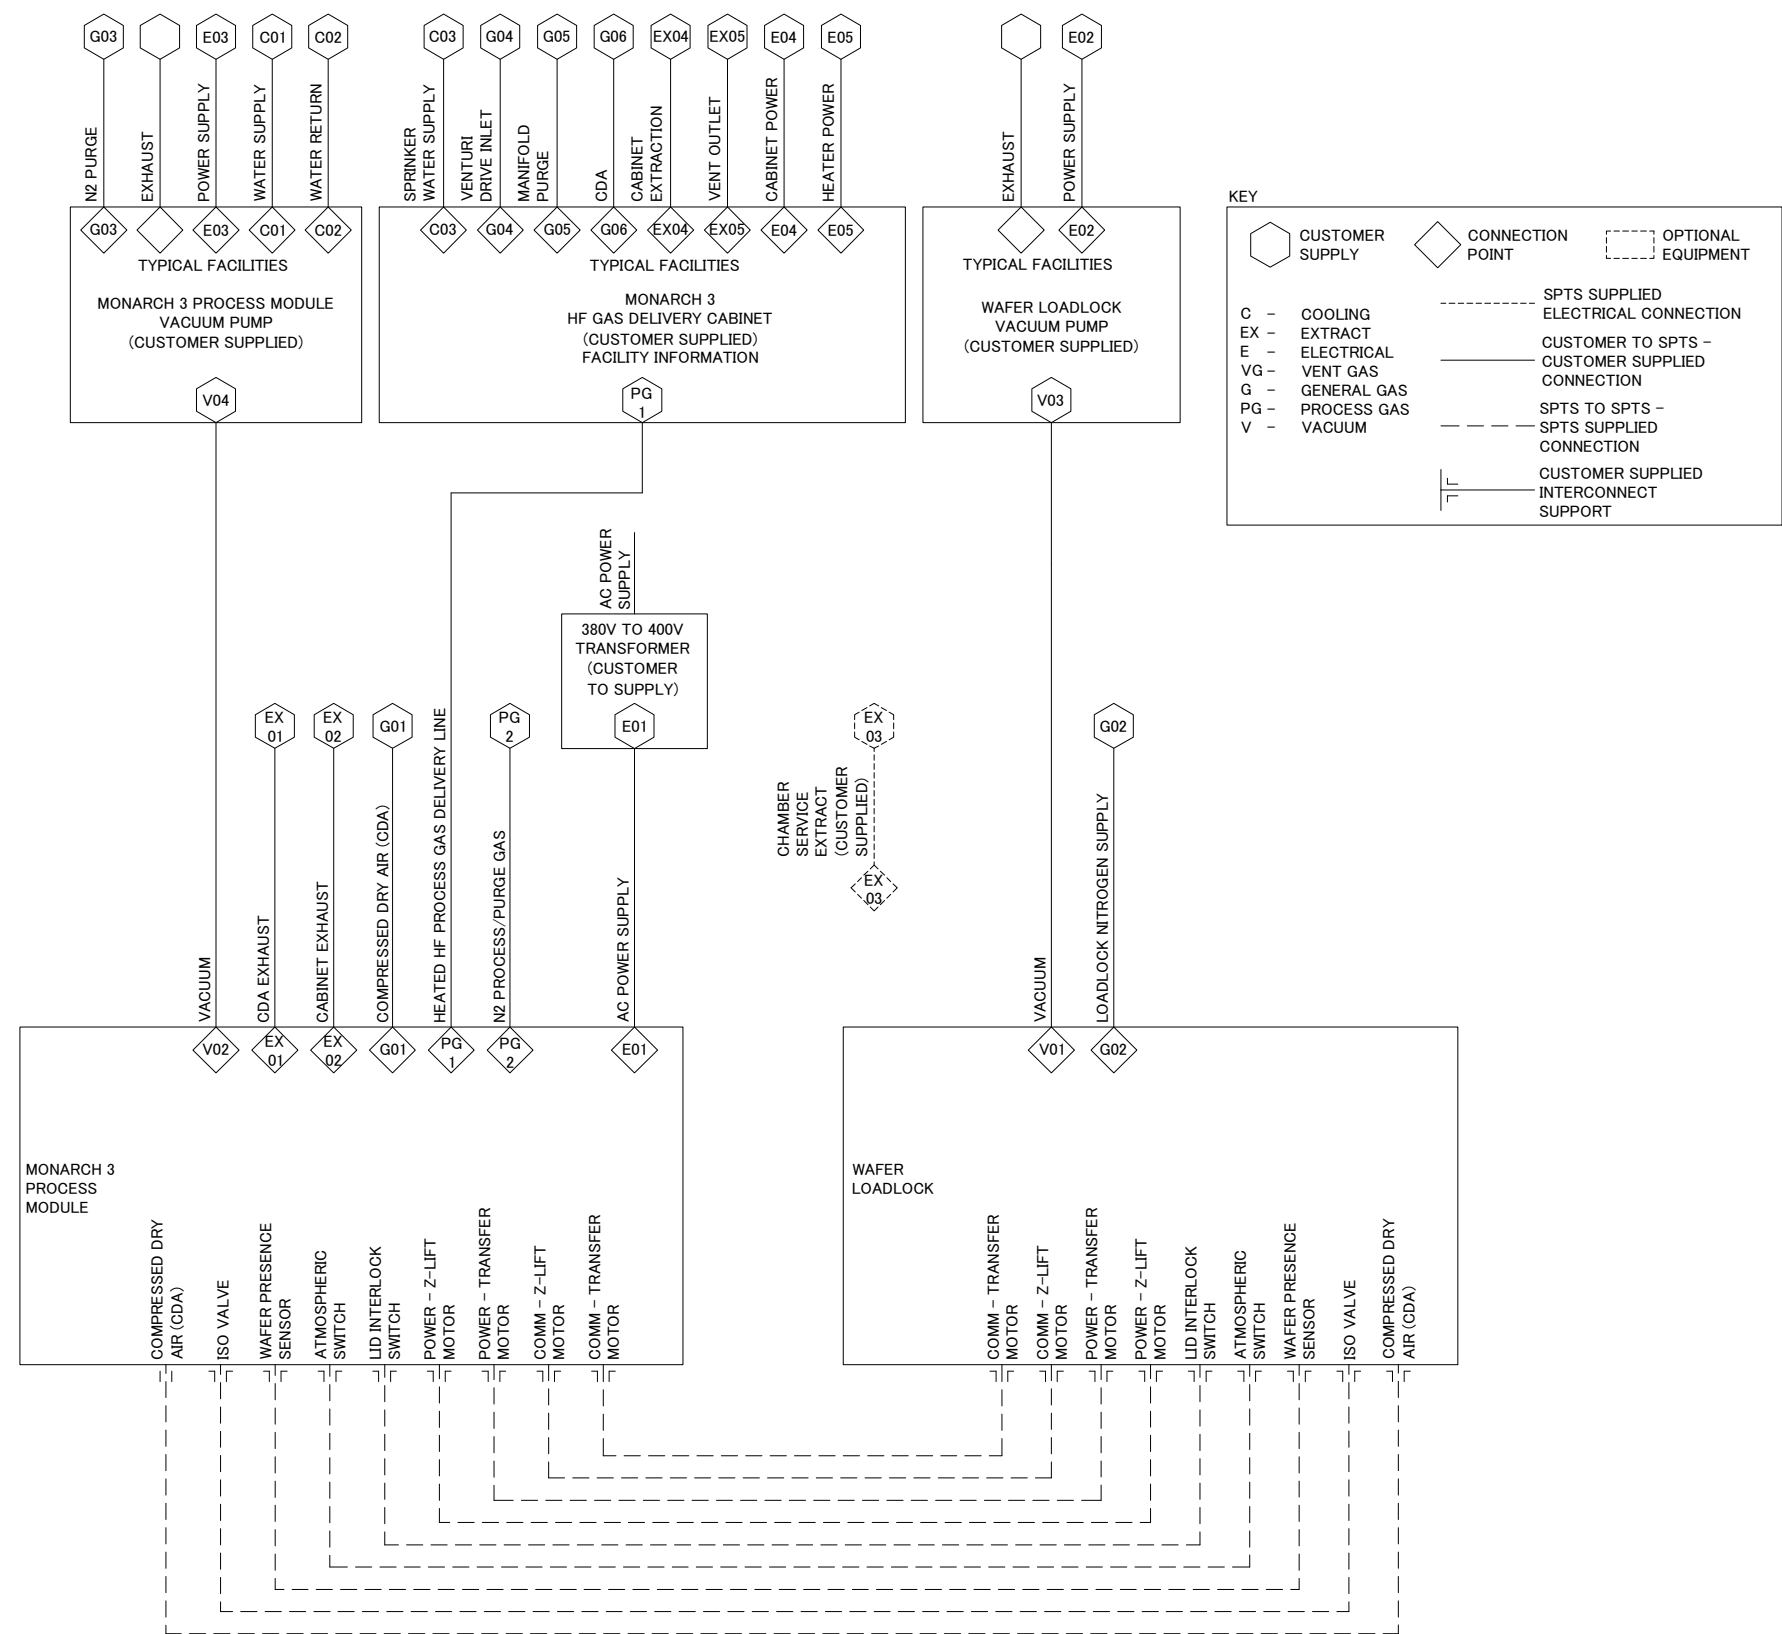 G03
E03
C01
C02
C03
G04
G05
G06
EX04
EX05
E04
E05
E02
N2 PURGE
EXHAUST
POWER SUPPLY
WATER SUPPLY
WATER RETURN
SPRINKER
WATER SUPPLY
VENTURI
DRIVE INLET
MANIFOLD
PURGE
CDA
CABINET
EXTRACTION
VENT OUTLET
CABINET POWER
HEATER POWER
EXHAUST
POWER SUPPLY
G03
E03
C01
C02
TYPICAL FACILITIES
MONARCH 3 PROCESS MODULE
VACUUM PUMP
(CUSTOMER SUPPLIED)
V04
C03
G04
G05
G06
EX04
EX05
E04
E05
TYPICAL FACILITIES
MONARCH 3
HF GAS DELIVERY CABINET
(CUSTOMER SUPPLIED)
FACILITY INFORMATION
PG
1
E02
TYPICAL FACILITIES
WAFER LOADLOCK
VACUUM PUMP
(CUSTOMER SUPPLIED)
V03
KEY
CUSTOMER
SUPPLY
CONNECTION
POINT
OPTIONAL
EQUIPMENT
C - COOLING
EX - EXTRACT
E - ELECTRICAL
VG - VENT GAS
G - GENERAL GAS
PG - PROCESS GAS
V - VACUUM
SPTS SUPPLIED
ELECTRICAL CONNECTION
CUSTOMER TO SPTS -
CUSTOMER SUPPLIED
CONNECTION
SPTS TO SPTS -
SPTS SUPPLIED
CONNECTION
CUSTOMER SUPPLIED
INTERCONNECT
SUPPORT
AC POWER
SUPPLY
380V TO 400V
TRANSFORMER
(CUSTOMER
TO SUPPLY)
E01
EX
01
EX
02
G01
PG
2
EX
03
G02
VACUUM
CDA EXHAUST
CABINET EXHAUST
COMPRESSED DRY AIR (CDA)
HEATED HF PROCESS GAS DELIVERY LINE
N2 PROCESS/PURGE GAS
AC POWER SUPPLY
CHAMBER
SERVICE
EXTRACT
(CUSTOMER
SUPPLIED)
EX
03
VACUUM
LOADLOCK NITROGEN SUPPLY
V02
EX
01
EX
02
G01
PG
1
PG
2
E01
MONARCH 3
PROCESS
MODULE
COMPRESSED DRY
AIR (CDA)
ISO VALVE
WAFER PRESENCE
SENSOR
ATMOSPHERIC
SWITCH
LID INTERLOCK
SWITCH
POWER - Z-LIFT
MOTOR
POWER - TRANSFER
MOTOR
COMM - Z-LIFT
MOTOR
COMM - TRANSFER
MOTOR
V01
G02
WAFER
LOADLOCK
COMM - TRANSFER
MOTOR
COMM - Z-LIFT
MOTOR
POWER - TRANSFER
MOTOR
POWER - Z-LIFT
MOTOR
LID INTERLOCK
SWITCH
ATMOSPHERIC
SWITCH
WAFER PRESENCE
SENSOR
ISO VALVE
COMPRESSED DRY
AIR (CDA)